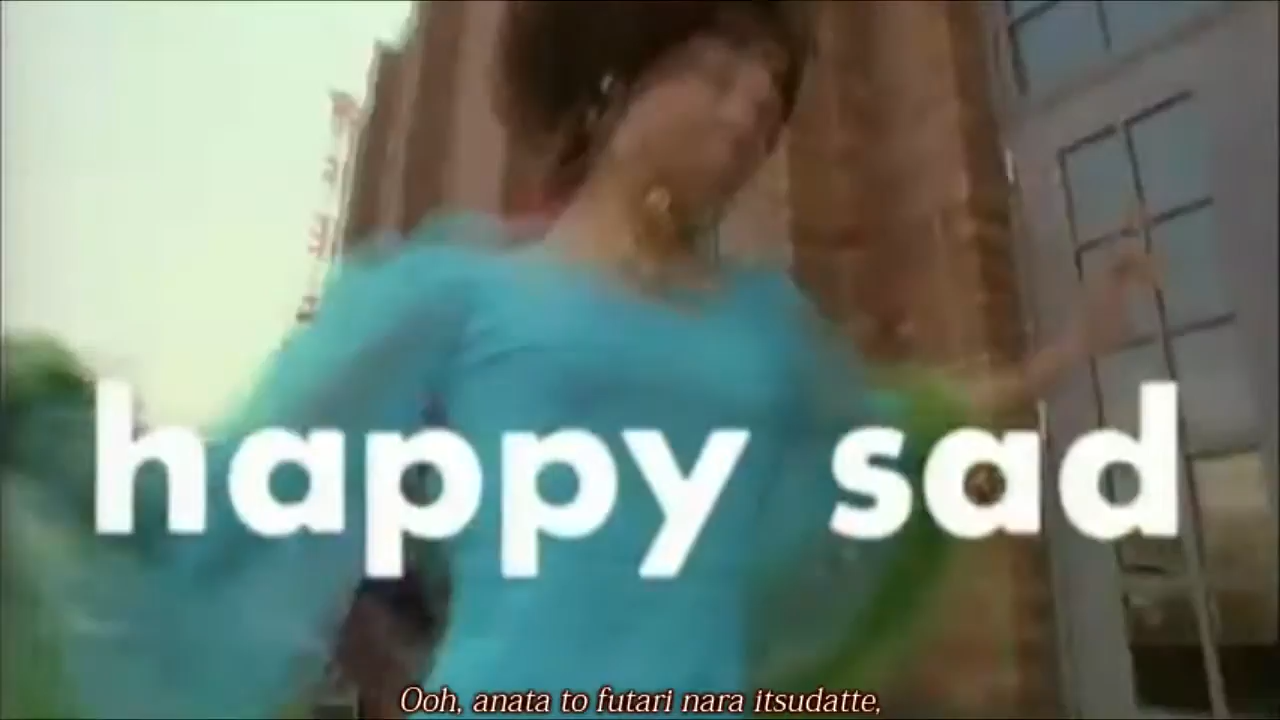 happy sad
Ooh, anata to futari nara itsudatte,